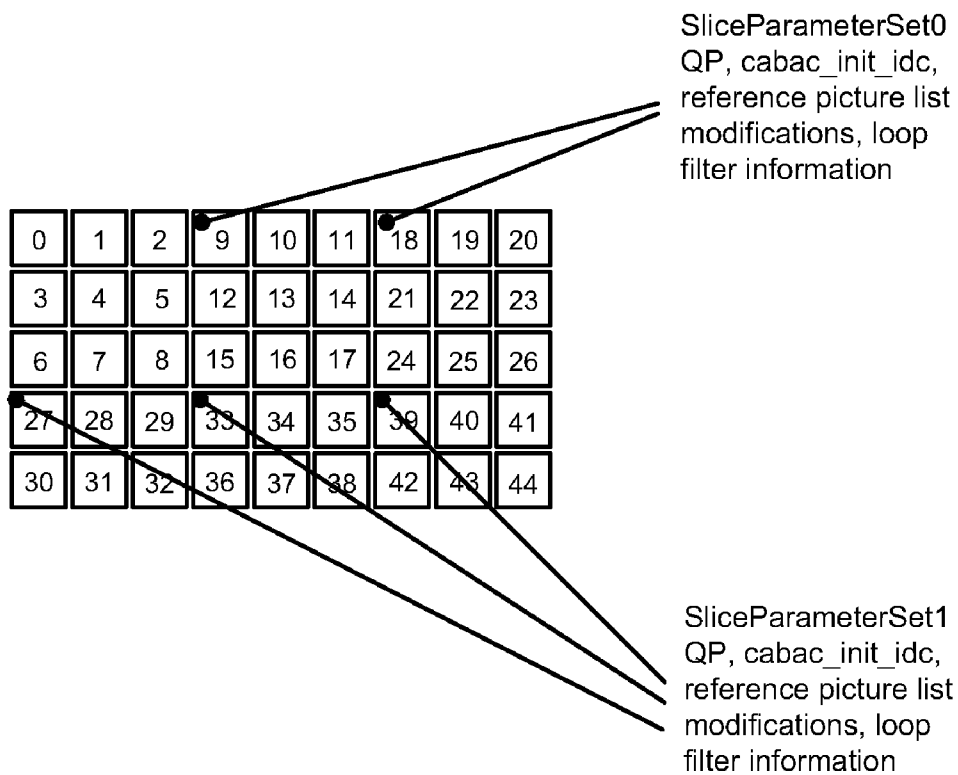 SliceParameterSet0
QP, cabac_init_idc,
reference picture list
modifications, loop
filter information
0 1 2 9 10 11 18 19 20
3 4 5 12 13 14 21 22 23
6 7 8 15 16 17 24 25 26
27 28 29 33 34 35 39 40 41
30 31 32 36 37 38 42 43 44
SliceParameterSet1
QP, cabac_init_idc,
reference picture list
modifications, loop
filter information